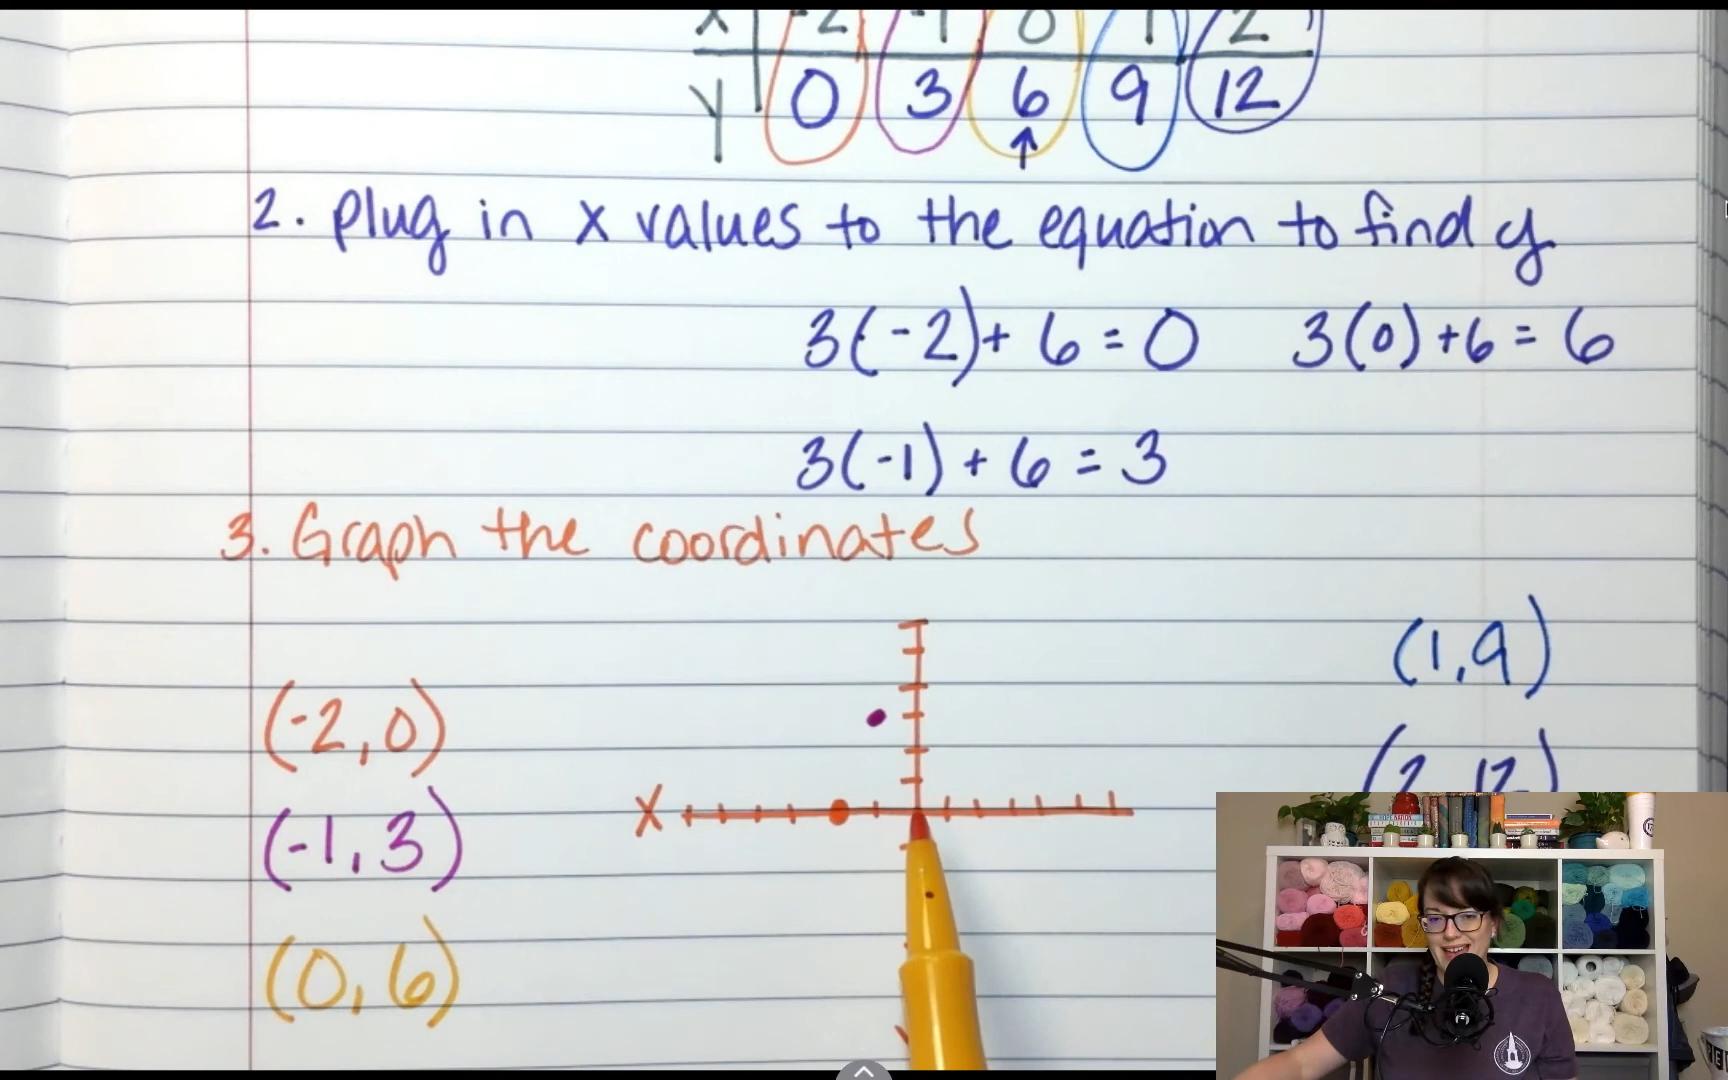 X -2 -1 0 1 2
Y 0 3 6 9 12
2. plug in x values to the equation to find y
3(-2)+ 6 = 0 3(0)+6 = 6
3(-1) + 6 = 3
3. Graph the coordinates
(1,9)
(-2,0)
(2,12)
X
(-1,3)
(0,6)